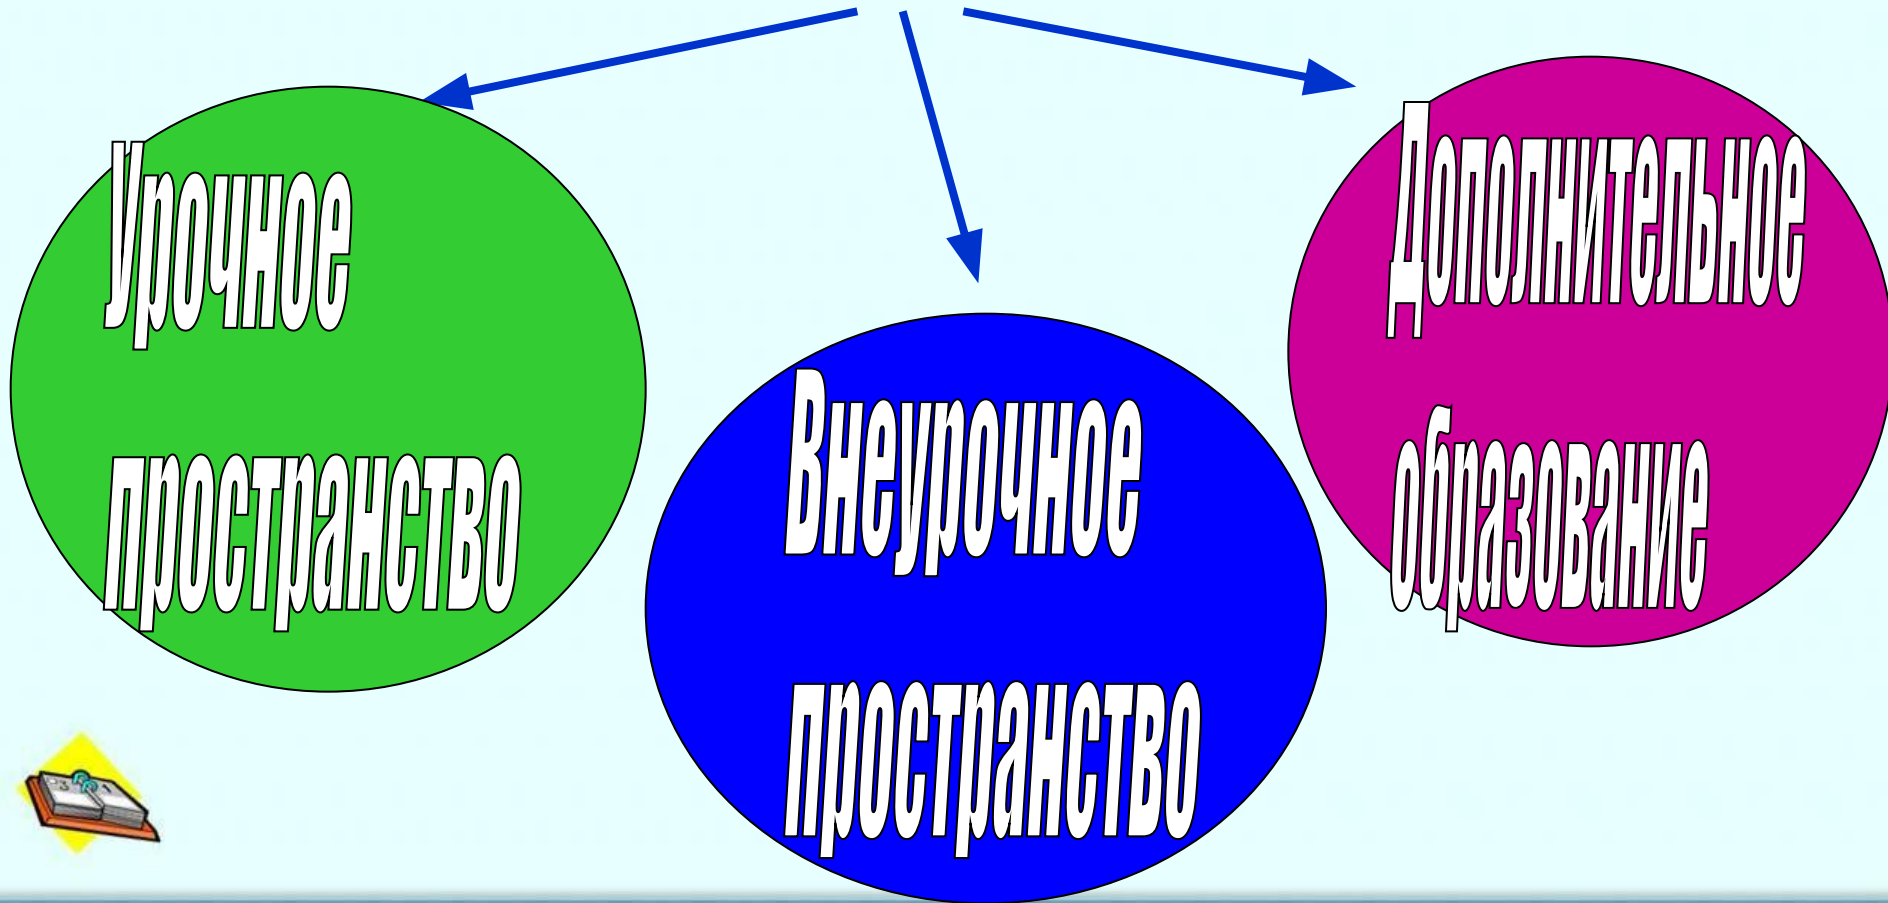 Урочное
пространство
Внеурочное
пространство
Дополнительное
образование